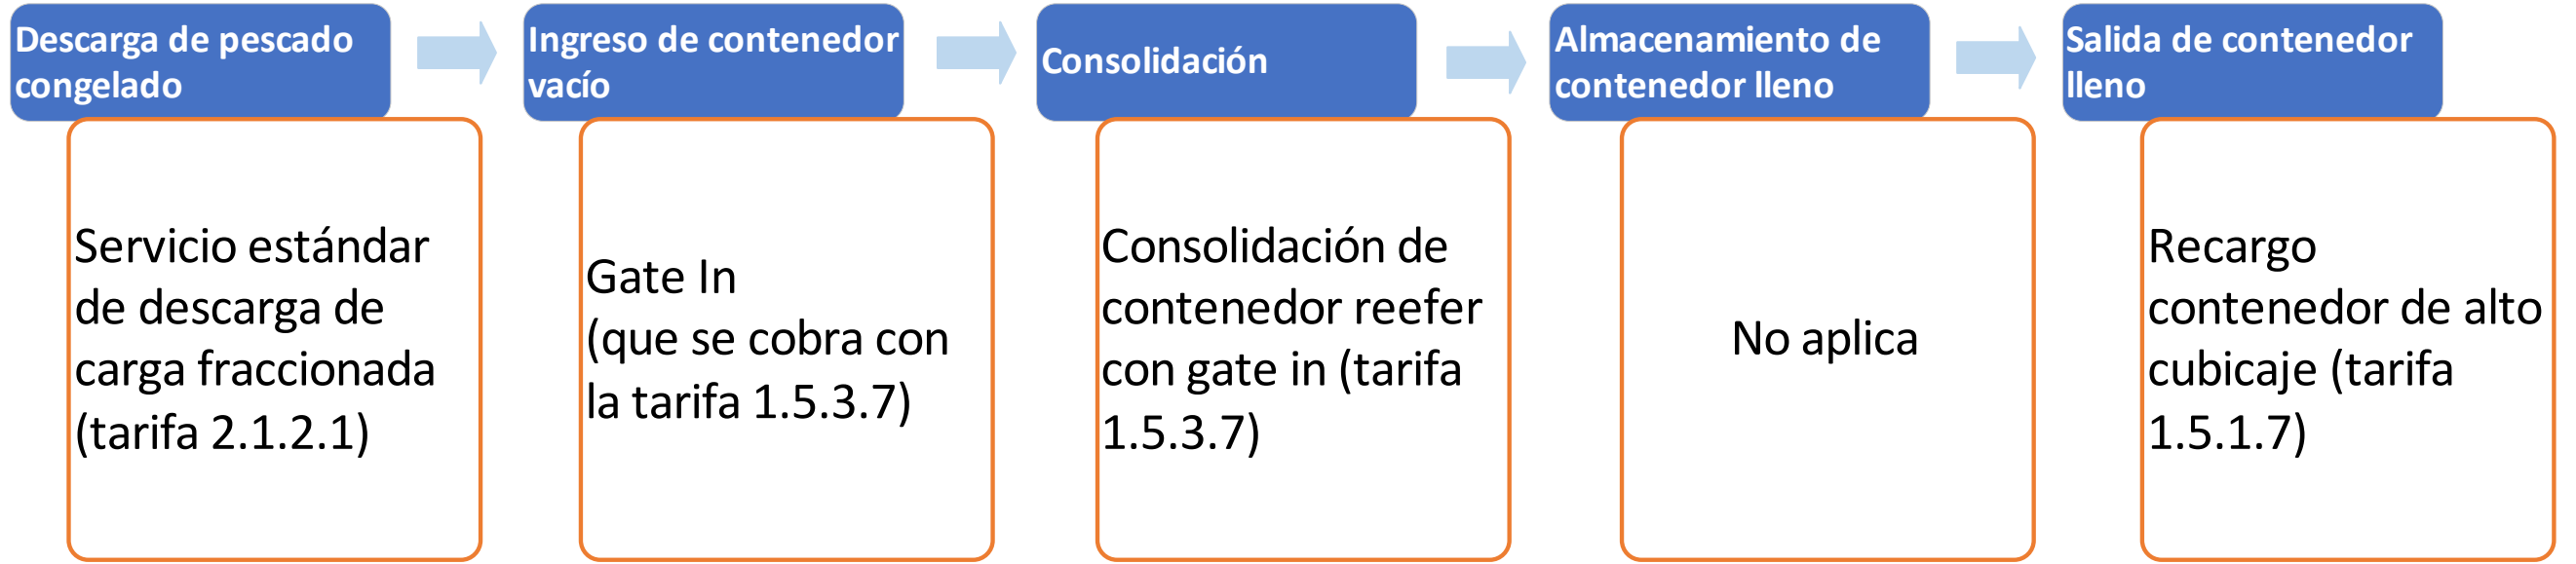 Descarga de pescado
congelado
Servicio estándar
de descarga de
carga fraccionada
(tarifa 2.1.2.1)
Ingreso de contenedor
vacío
Gate In
(que se cobra con
la tarifa 1.5.3.7)
Consolidación
Consolidación de
contenedor reefer
con gate in (tarifa
1.5.3.7)
Almacenamiento de
contenedor lleno
No aplica
Salida de contenedor
lleno
Recargo
contenedor de alto
cubicaje (tarifa
1.5.1.7)